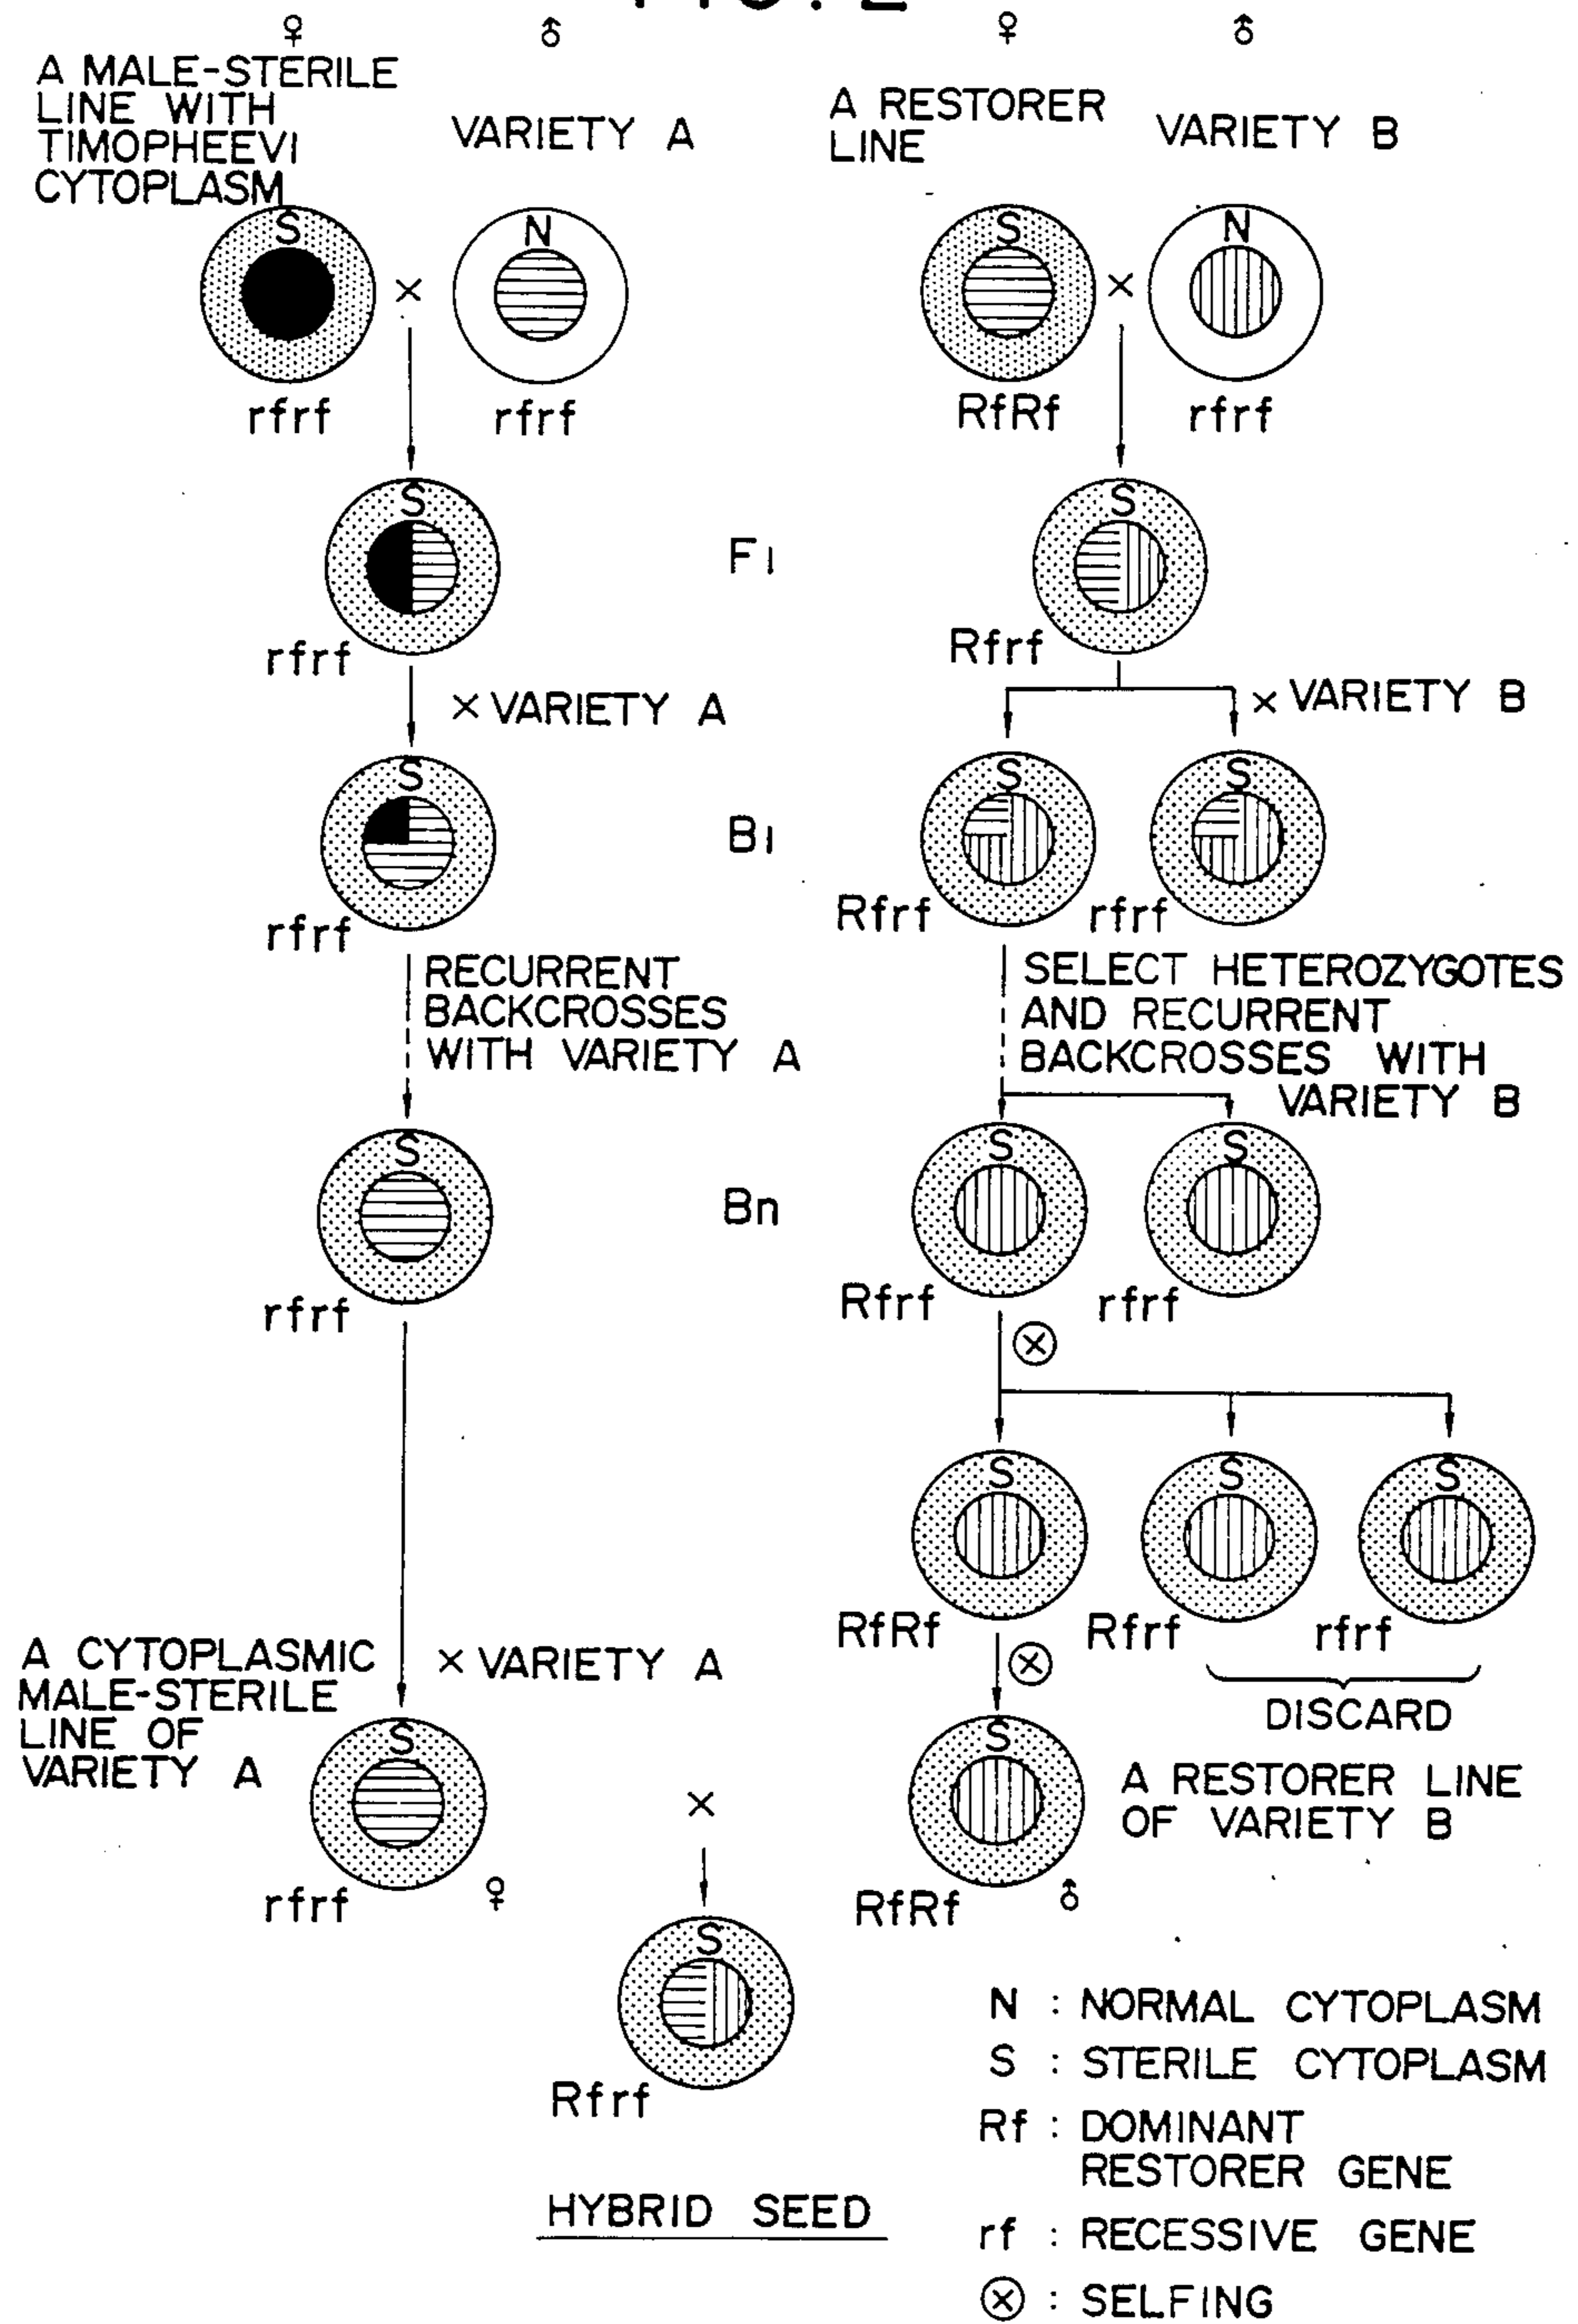 FIG. 2
♀ ♂ ♀ ♂
A MALE-STERILE
LINE WITH
TIMOPHEEVI
CYTOPLASM
VARIETY A
A RESTORER
LINE
VARIETY B
S
N
S
N
×
×
rfrf
rfrf
RfRf
rfrf
S
S
F1
rfrf
Rfrf
× VARIETY A
× VARIETY B
S
S
S
B1
rfrf
Rfrf
rfrf
RECURRENT
BACKCROSSES
WITH VARIETY A
SELECT HETEROZYGOTES
AND RECURRENT
BACKCROSSES WITH
VARIETY B
S
S
S
Bn
rfrf
Rfrf
rfrf
⊗
S
S
S
RfRf
Rfrf
rfrf
⊗
DISCARD
A CYTOPLASMIC
MALE-STERILE
LINE OF
VARIETY A
× VARIETY A
S
S
A RESTORER LINE
OF VARIETY B
×
rfrf
♀
RfRf
♂
S
Rfrf
HYBRID SEED
N : NORMAL CYTOPLASM
S : STERILE CYTOPLASM
Rf : DOMINANT
RESTORER GENE
rf : RECESSIVE GENE
⊗ : SELFING